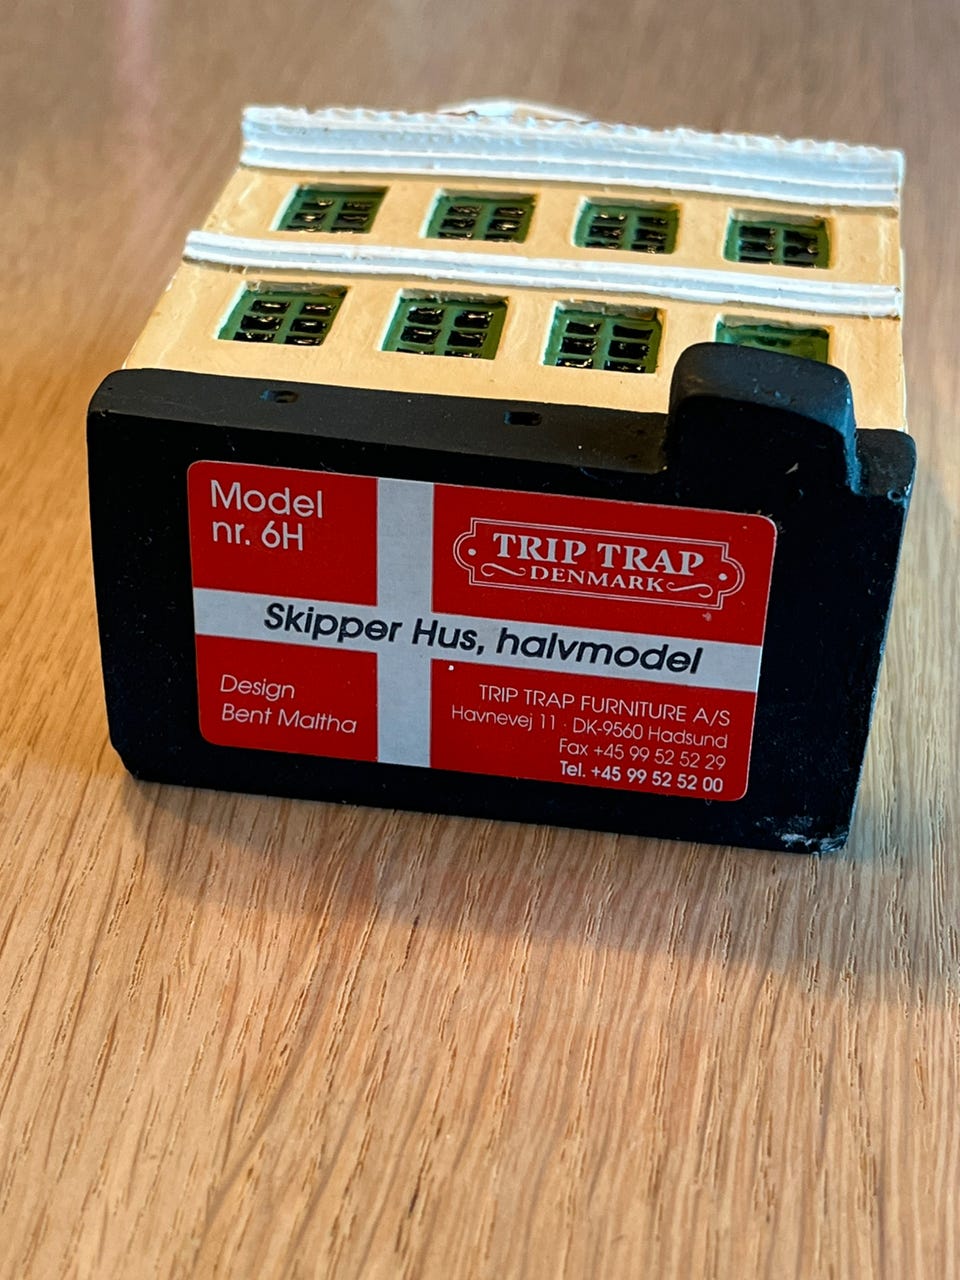 Model
nr. 6H
TRIP TRAP
DENMARK
Skipper Hus, halvmodel
Design
Bent Maltha
TRIP TRAP FURNITURE A/S
Havnevej 11 · DK-9560 Hadsund
Fax +45 99 52 52 29
Tel. +45 99 52 52 00